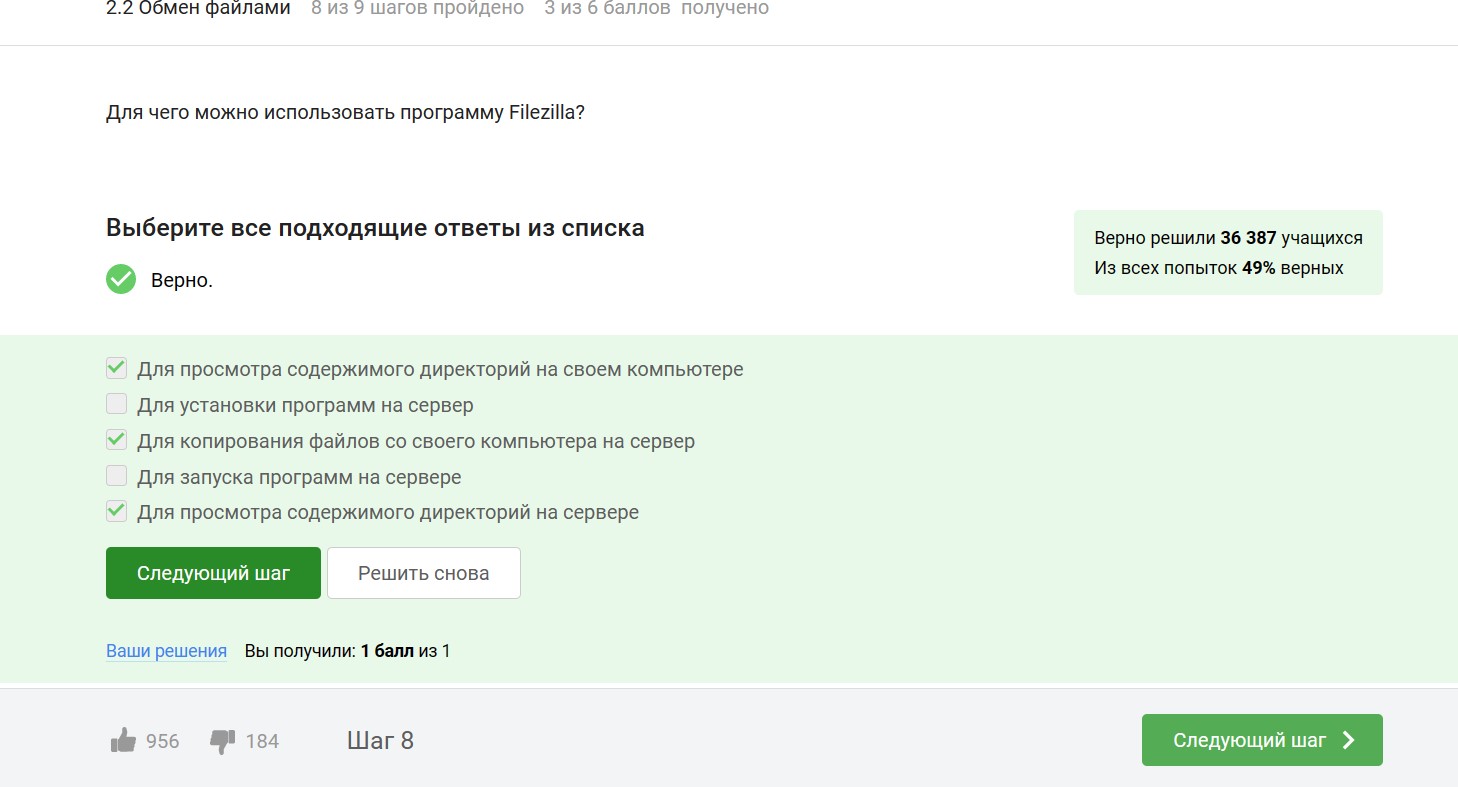 2.2 Обмен файлами 8 из 9 шагов пройдено 3 из 6 баллов получено
Для чего можно использовать программу Filezilla?
Выберите все подходящие ответы из списка
Верно.
Верно решили 36 387 учащихся
Из всех попыток 49% верных
Для просмотра содержимого директорий на своем компьютере
Для установки программ на сервер
Для копирования файлов со своего компьютера на сервер
Для запуска программ на сервере
Для просмотра содержимого директорий на сервере
Следующий шаг Решить снова
Ваши решения Вы получили: 1 балл из 1
956 184 Шаг 8 Следующий шаг